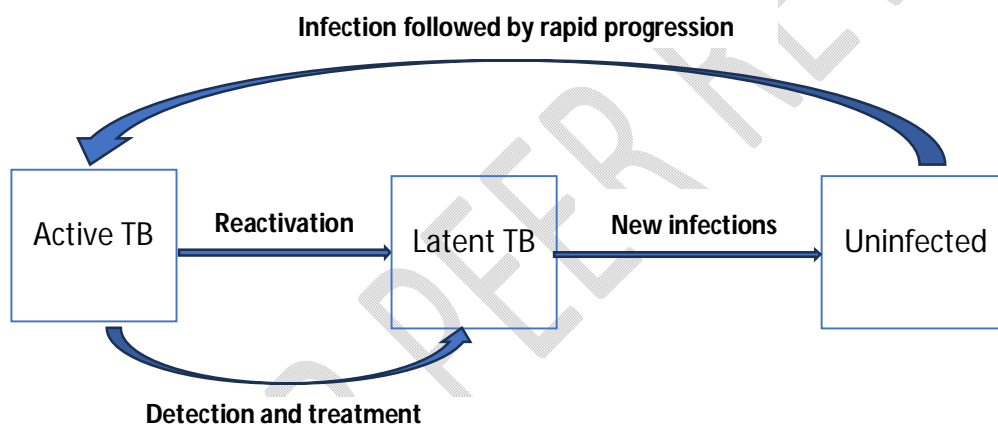 Infection followed by rapid progression
Active TB
Reactivation
Latent TB
New infections
Uninfected
Detection and treatment